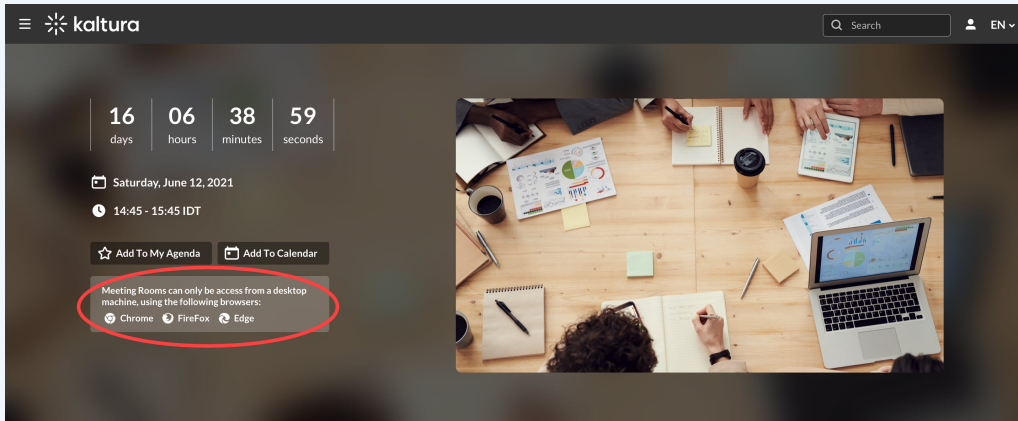 kaltura
Search
EN
16 06 38 59
days hours minutes seconds
Saturday, June 12, 2021
14:45 - 15:45 IDT
Add To My Agenda Add To Calendar
Meeting Rooms can only be access from a desktop
machine, using the following browsers:
Chrome FireFox Edge